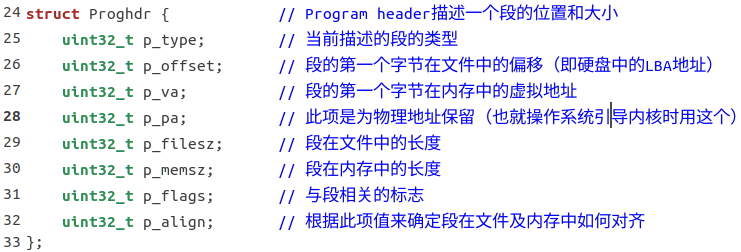 24 struct Proghdr {             // Program header描述一个段的位置和大小
25     uint32_t p_type;         // 当前描述的段的类型
26     uint32_t p_offset;       // 段的第一个字节在文件中的偏移（即硬盘中的LBA地址）
27     uint32_t p_va;           // 段的第一个字节在内存中的虚拟地址
28     uint32_t p_pa;           // 此项是为物理地址保留（也就操作系统引导内核时用这个）
29     uint32_t p_filesz;       // 段在文件中的长度
30     uint32_t p_memsz;        // 段在内存中的长度
31     uint32_t p_flags;        // 与段相关的标志
32     uint32_t p_align;        // 根据此项值来确定段在文件及内存中如何对齐
33 };